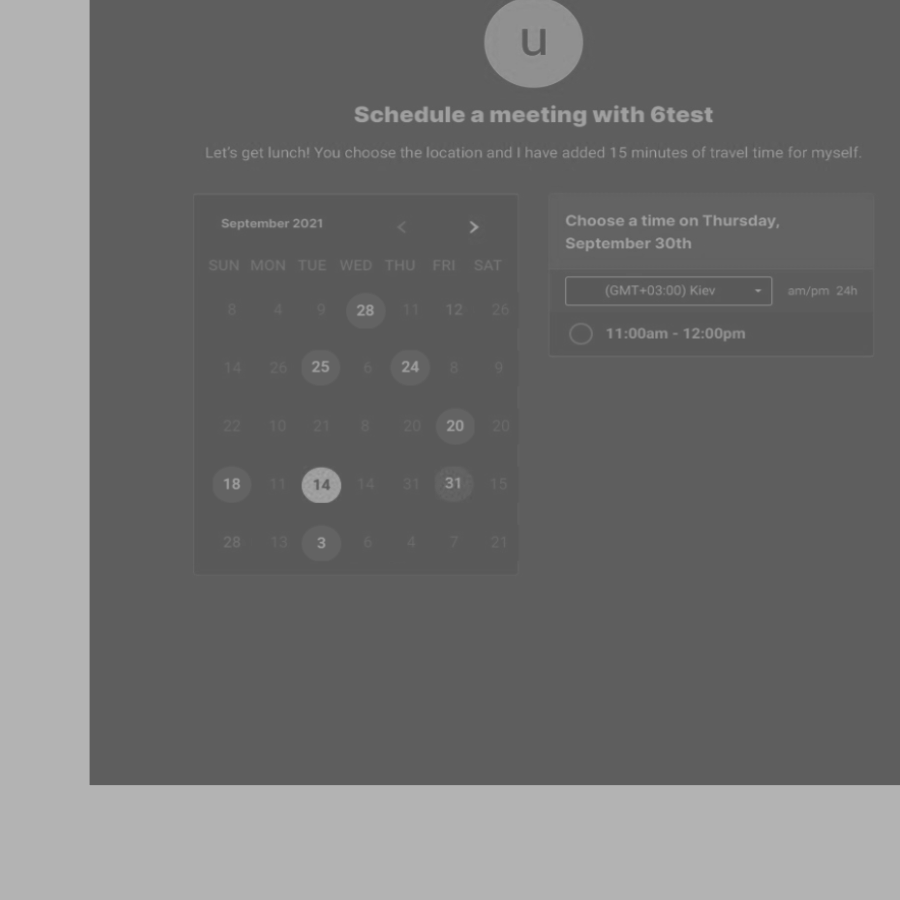 u
Schedule a meeting with 6test
Let's get lunch! You choose the location and I have added 15 minutes of travel time for myself.
September 2021 < >
SUN MON TUE WED THU FRI SAT
8 4 9 28 11 12 26
14 26 25 6 24 8 9
22 10 21 8 20 20 20
18 11 14 14 31 31 15
28 13 3 6 4 7 21
Choose a time on Thursday,
September 30th
(GMT+03:00) Kiev am/pm 24h
11:00am - 12:00pm